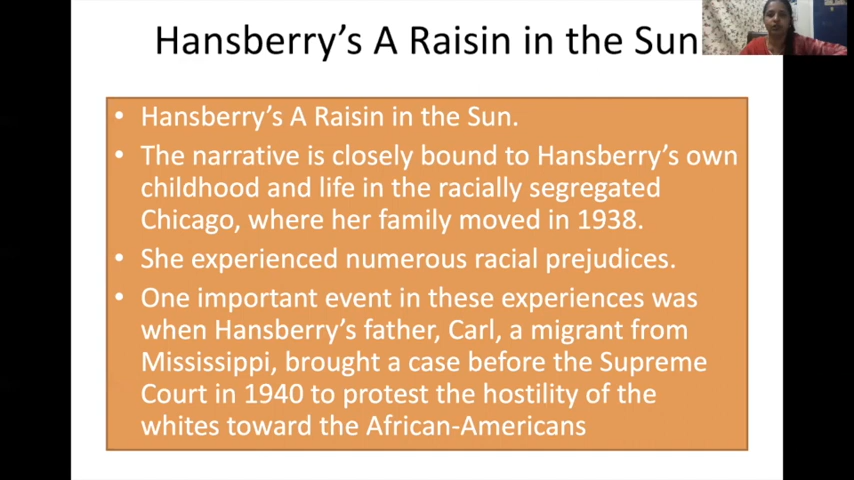 Hansberry's A Raisin in the Sun
• Hansberry's A Raisin in the Sun.
• The narrative is closely bound to Hansberry's own
childhood and life in the racially segregated
Chicago, where her family moved in 1938.
• She experienced numerous racial prejudices.
• One important event in these experiences was
when Hansberry's father, Carl, a migrant from
Mississippi, brought a case before the Supreme
Court in 1940 to protest the hostility of the
whites toward the African-Americans